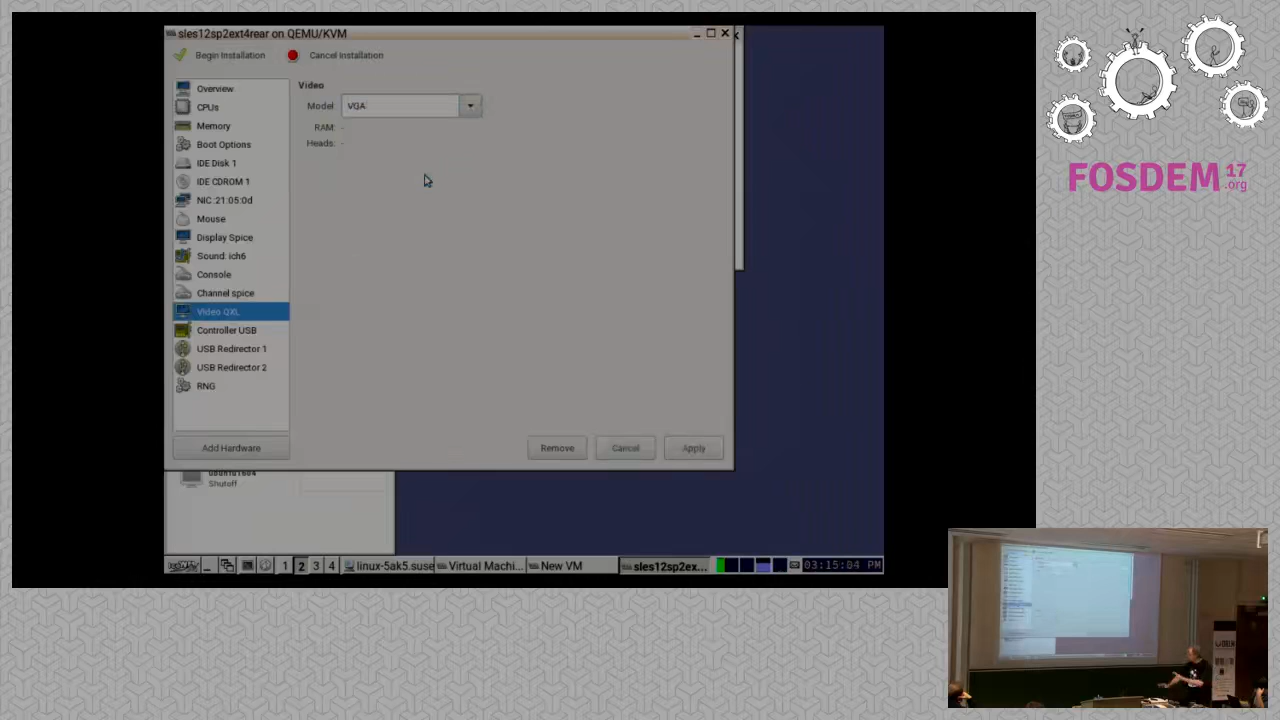 sles12sp2ext4rear on QEMU/KVM
Begin Installation
Cancel Installation
Overview
CPUs
Memory
Boot Options
IDE Disk 1
IDE CDROM 1
NIC :21:05:0d
Mouse
Display Spice
Sound: ich6
Console
Channel spice
Video QXL
Controller USB
USB Redirector 1
USB Redirector 2
RNG
Add Hardware
Video
Model
VGA
RAM: -
Heads: -
Remove
Cancel
Apply
ubuntu1604
Shutoff
1 2 3 4
linux-5ak5.suse
Virtual Machi...
New VM
sles12sp2ex...
03:15:04 PM
FOSDEM 17
.org